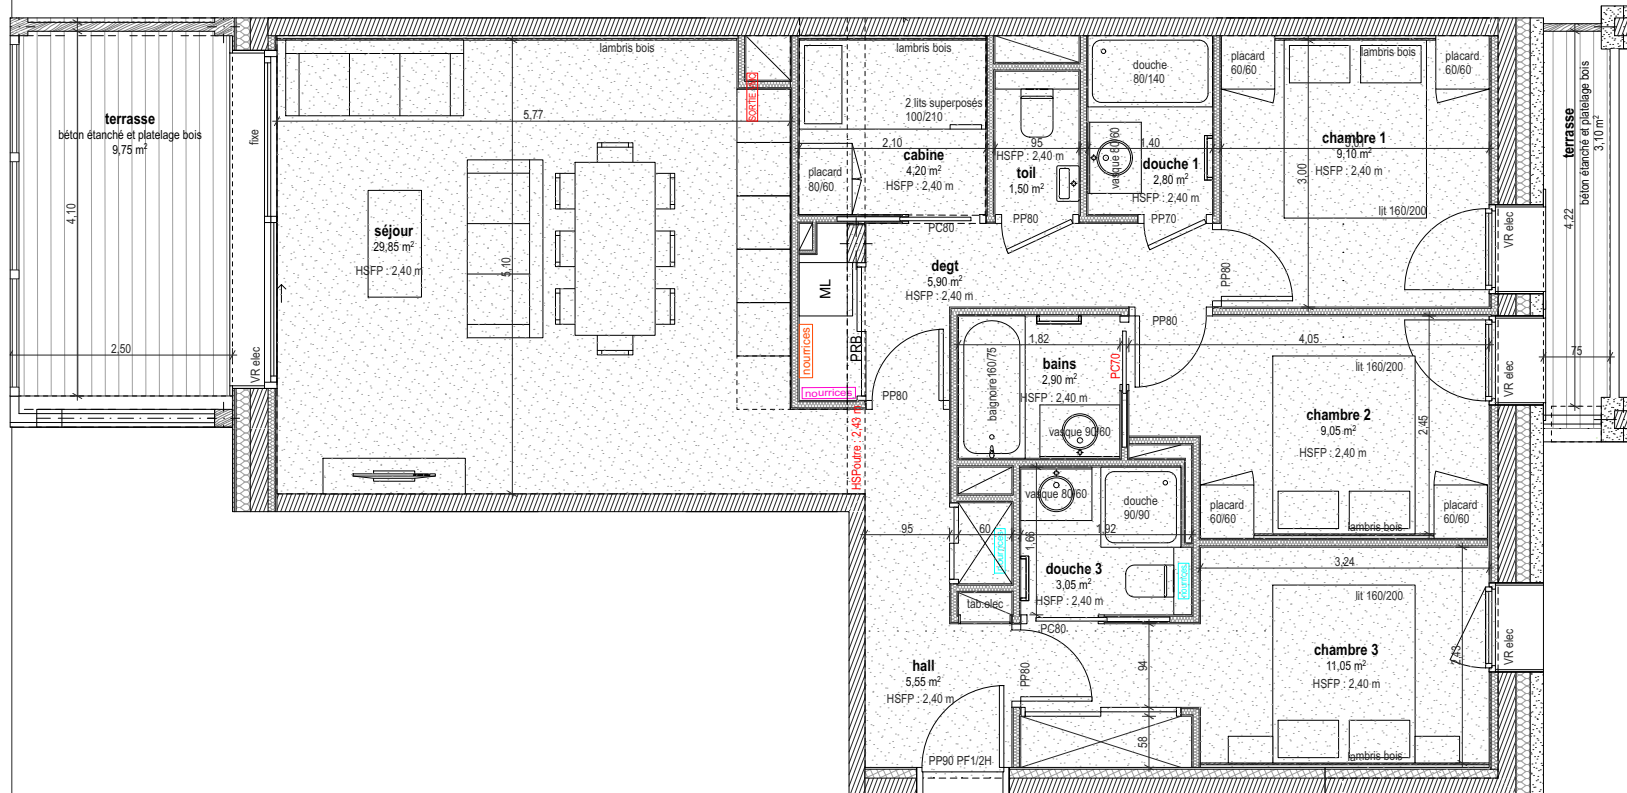 terrasse
béton étanché et platelage bois
9,75 m²
4,10
2,50
fixe
VR elec
lambris bois
5,77
séjour
29,85 m²
HSFP : 2,40 m
5,10
ML
nourrices
nourrices
PRB
HSPoutre : 2,43 m
lambris bois
2 lits superposés
100/210
2,10
cabine
4,20 m²
HSFP : 2,40 m
placard
80/60
PC80
95
HSFP : 2,40 m
toil
1,50 m²
PP80
douche
80/140
vasque 80/60
1,40
douche 1
2,80 m²
HSFP : 2,40 m
PP70
placard
60/60
lambris bois
placard
60/60
chambre 1
9,10 m²
HSFP : 2,40 m
3,00
lit 160/200
VR elec
PP80
terrasse
béton étanché et platelage bois
3,10 m²
4,22
75
degt
5,90 m²
HSFP : 2,40 m
PP80
PP80
1,82
bains
2,90 m²
HSFP : 2,40 m
baignoire160/75
vasque 90/60
PC70
4,05
lit 160/200
VR elec
chambre 2
9,05 m²
HSFP : 2,40 m
2,45
placard
60/60
placard
60/60
lambris bois
95
60
1,92
1,66
vasque 80/60
douche
90/90
douche 3
3,05 m²
HSFP : 2,40 m
tab.elec
PC80
3,24
lit 160/200
VR elec
chambre 3
11,05 m²
HSFP : 2,40 m
2,43
lambris bois
hall
5,55 m²
HSFP : 2,40 m
PP80
94
58
PP90 PF1/2H